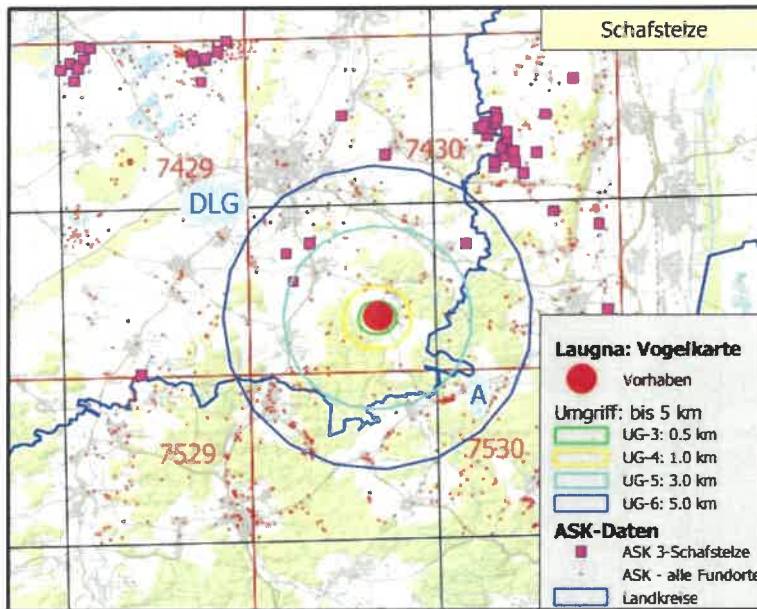 Schafstelze
7429
7430
DLG
A
7529
7530
Laugna: Vogelkarte
Vorhaben
Umgriff: bis 5 km
UG-3: 0.5 km
UG-4: 1.0 km
UG-5: 3.0 km
UG-6: 5.0 km
ASK-Daten
ASK 3-Schafstelze
ASK - alle Fundorte
Landkreise